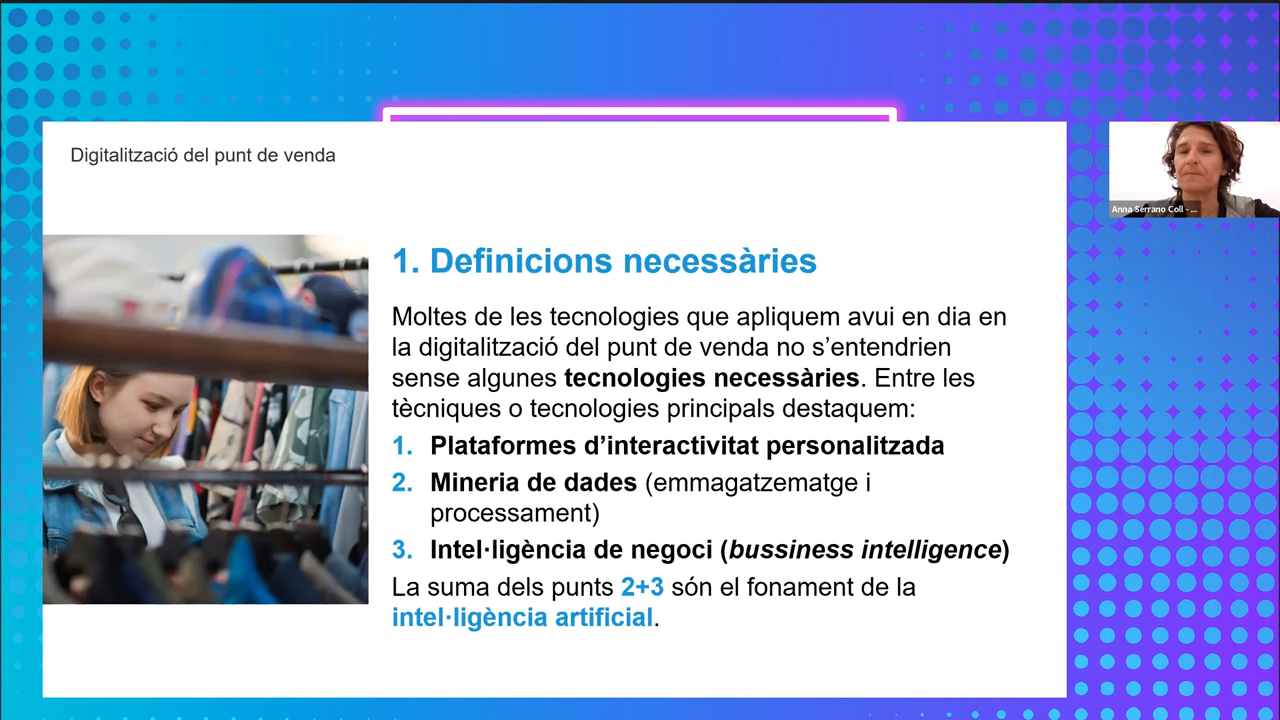 Digitalització del punt de venda
Anna Serrano Coll - ...
1. Definicions necessàries
Moltes de les tecnologies que apliquem avui en dia en
la digitalització del punt de venda no s’entendrien
sense algunes tecnologies necessàries. Entre les
tècniques o tecnologies principals destaquem:
1. Plataformes d’interactivitat personalitzada
2. Mineria de dades (emmagatzematge i
processament)
3. Intel·ligència de negoci (bussiness intelligence)
La suma dels punts 2+3 són el fonament de la
intel·ligència artificial.